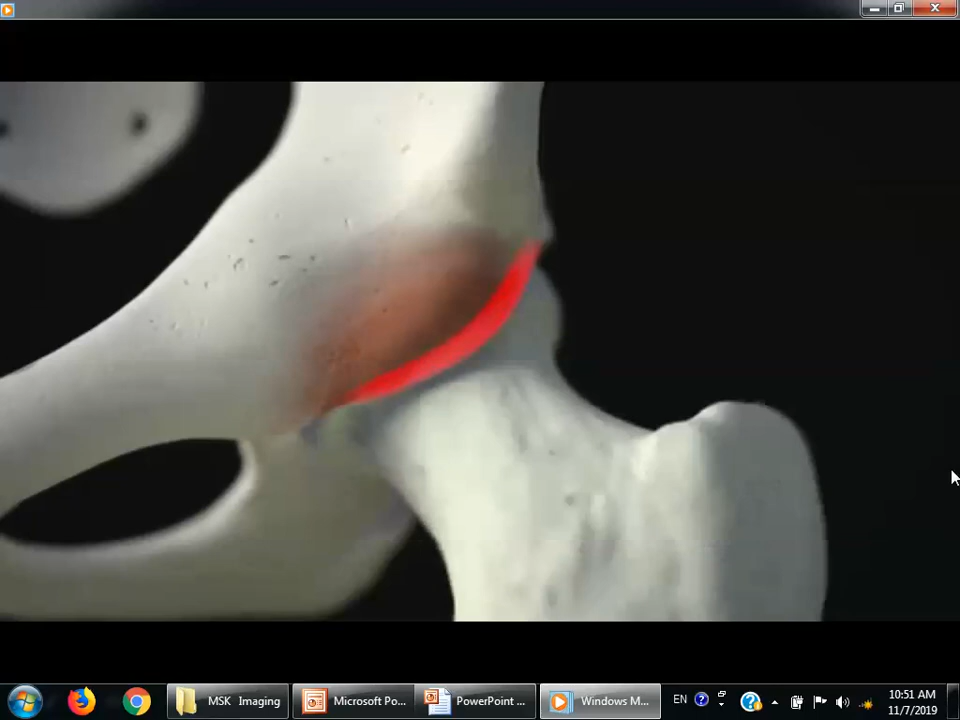 MSK Imaging
Microsoft Po...
PowerPoint ...
Windows M...
EN
10:51 AM
11/7/2019